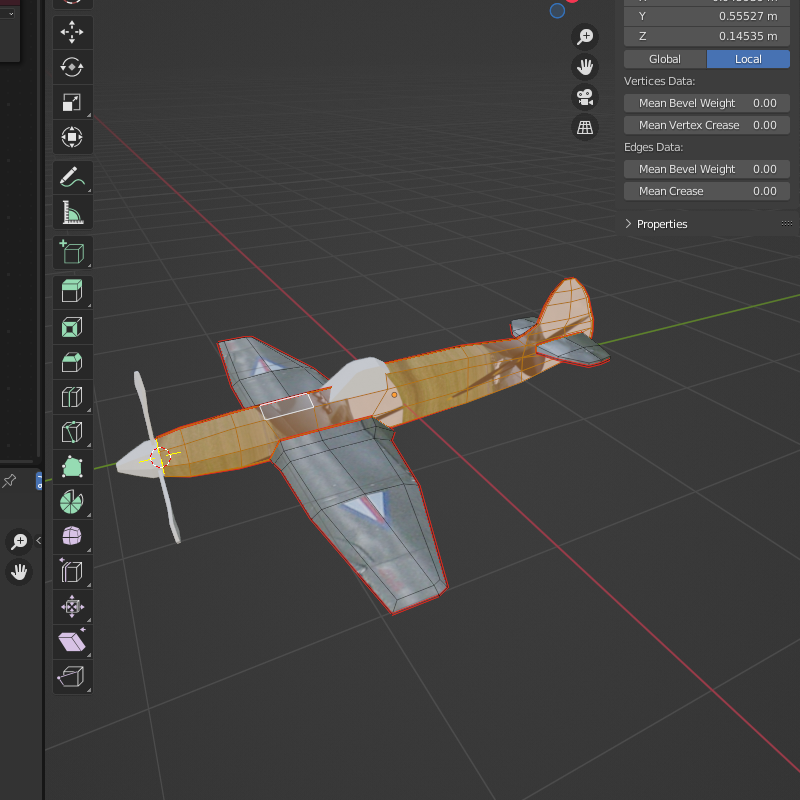 Y 0.55527 m
Z 0.14535 m
Global Local
Vertices Data:
Mean Bevel Weight 0.00
Mean Vertex Crease 0.00
Edges Data:
Mean Bevel Weight 0.00
Mean Crease 0.00
Properties